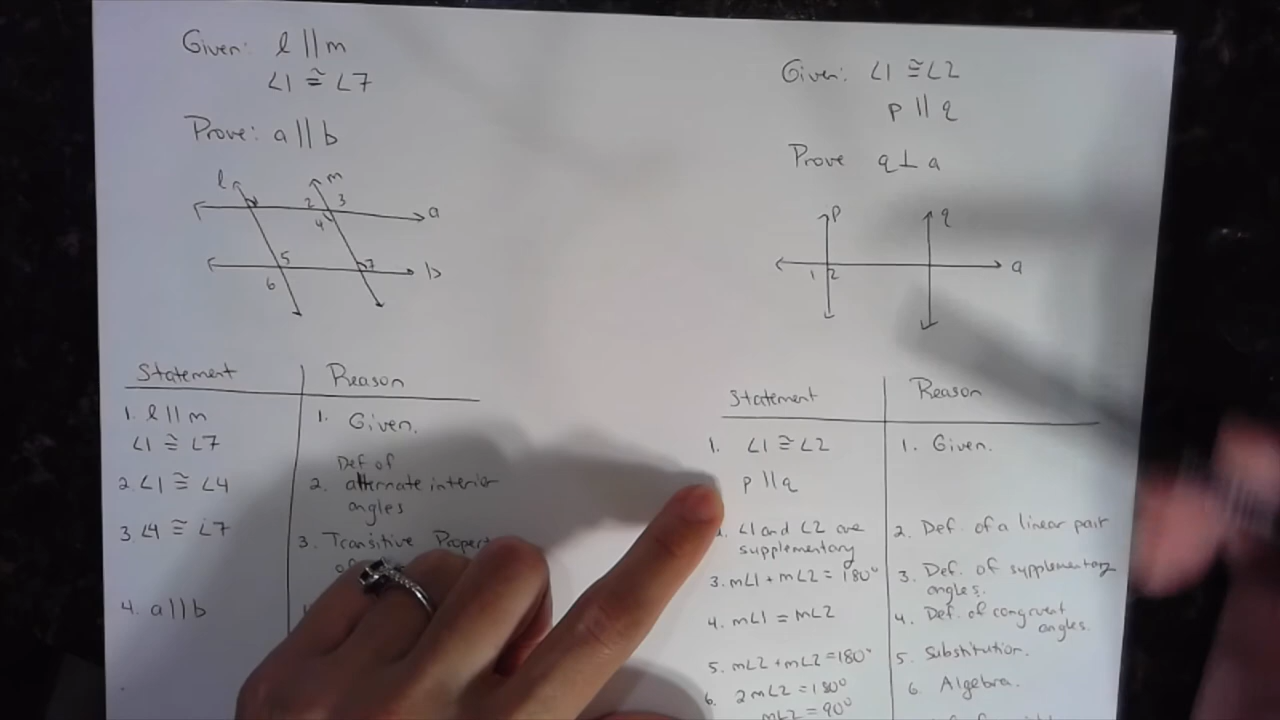 Given: l || m
∠1 ≅ ∠7
Prove: a || b
l
m
2
3
a
4
5
7
b
6
Statement
Reason
1. l || m
∠1 ≅ ∠7
1. Given.
2. ∠1 ≅ ∠4
2. Def of alternate interior
angles
3. ∠4 ≅ ∠7
3. Transitive
4. a || b
Given: ∠1 ≅ ∠2
p || q
Prove q ⊥ a
p
q
a
1
2
Statement
Reason
1. ∠1 ≅ ∠2
1. Given.
p || q
∠1 and ∠2 are
supplementary
2. Def. of a linear pair
3. m∠1 + m∠2 = 180°
3. Def. of supplementary
angles.
4. m∠1 = m∠2
4. Def. of congruent
angles.
5. m∠2 + m∠2 = 180°
5. Substitution.
6. 2m∠2 = 180°
6. Algebra.
m∠2 = 90°